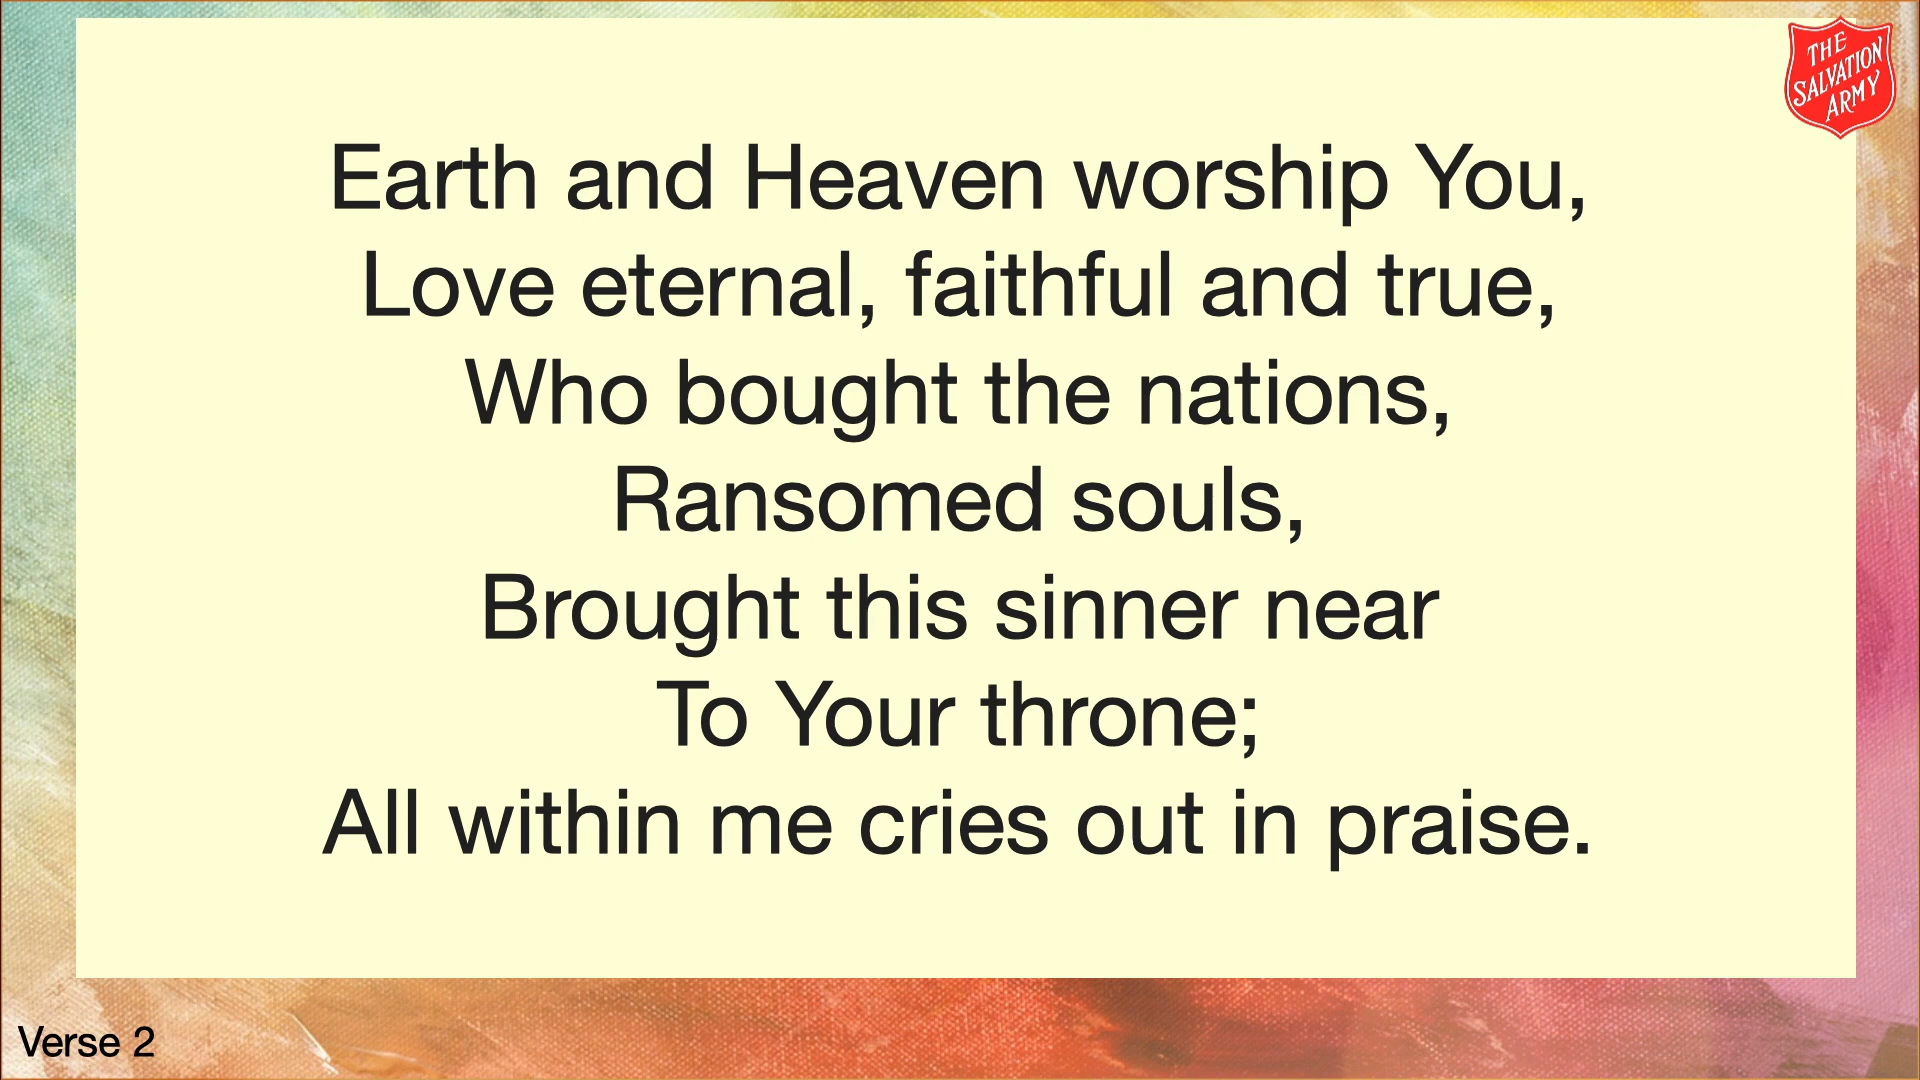 THE
SALVATION
ARMY
Earth and Heaven worship You,
Love eternal, faithful and true,
Who bought the nations,
Ransomed souls,
Brought this sinner near
To Your throne;
All within me cries out in praise.
Verse 2